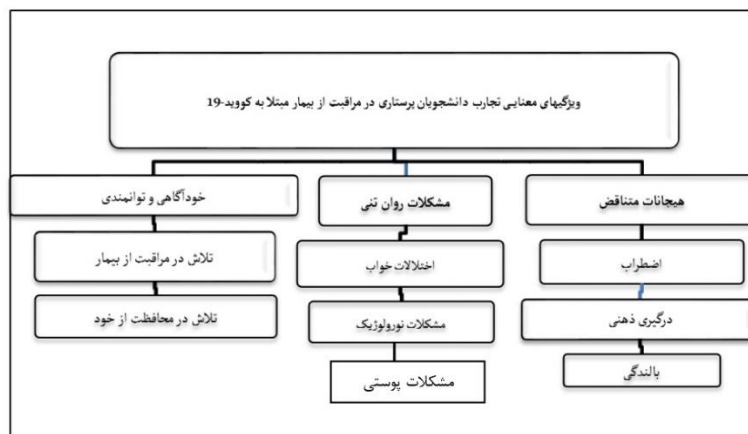 ویژگیهای معنایی تجارب دانشجویان پرستاری در مراقبت از بیمار مبتلا به کووید-19
هیجانات متناقض
اضطراب
درگیری ذهنی
بالندگی
مشکلات روان تنی
اختلالات خواب
مشکلات نورولوژیک
مشکلات پوستی
خودآگاهی و توانمندی
تلاش در مراقبت از بیمار
تلاش در محافظت از خود